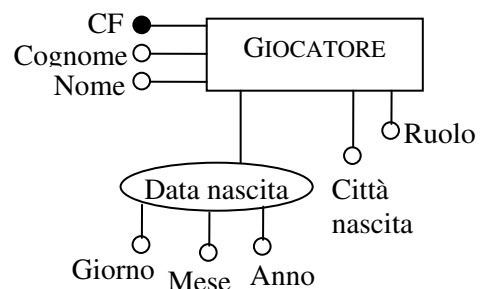 CF
Cognome
Nome
GIOCATORE
Ruolo
Data nascita
Città
nascita
Giorno
Mese
Anno